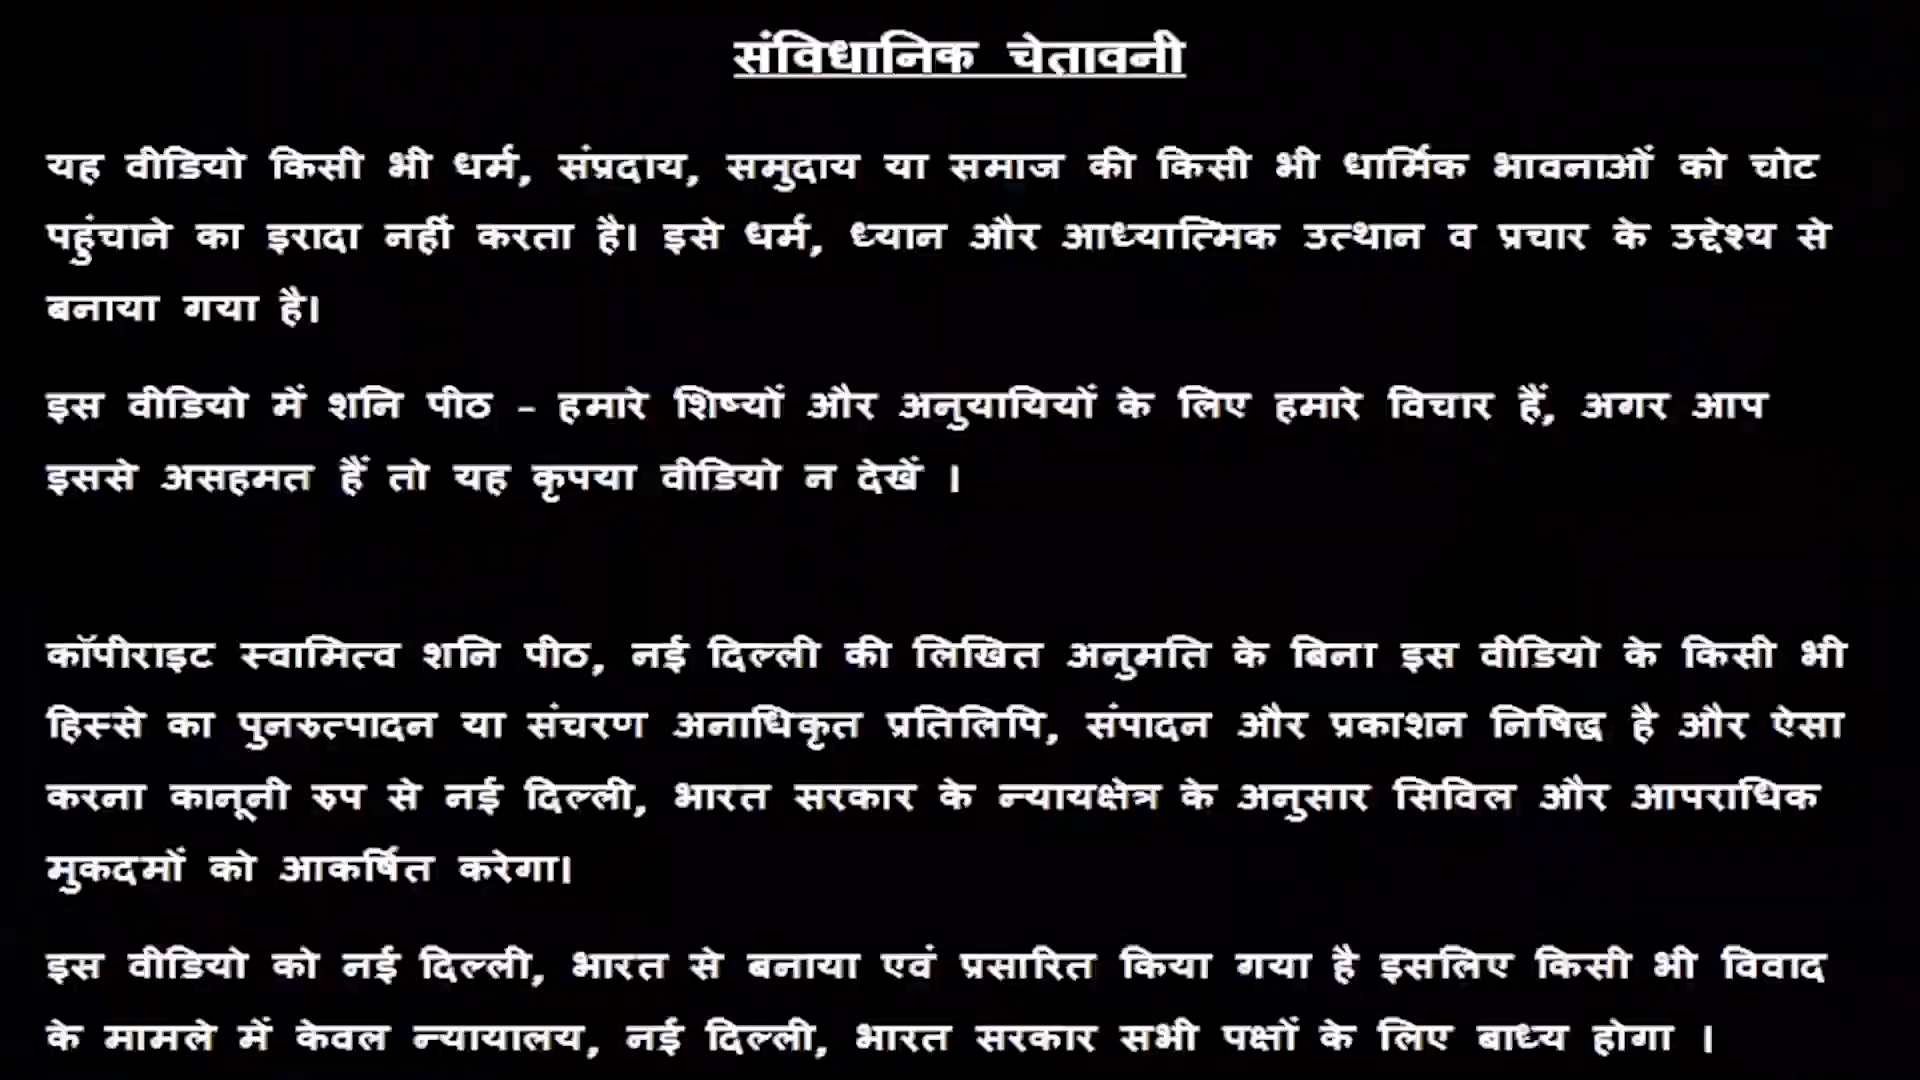 संविधानिक चेतावनी
यह वीडियो किसी भी धर्म, संप्रदाय, समुदाय या समाज की किसी भी धार्मिक भावनाओं को चोट
पहुंचाने का इरादा नहीं करता है। इसे धर्म, ध्यान और आध्यात्मिक उत्थान व प्रचार के उद्देश्य से
बनाया गया है।
इस वीडियो में शनि पीठ – हमारे शिष्यों और अनुयायियों के लिए हमारे विचार हैं, अगर आप
इससे असहमत हैं तो यह कृपया वीडियो न देखें ।
कॉपीराइट स्वामित्व शनि पीठ, नई दिल्ली की लिखित अनुमति के बिना इस वीडियो के किसी भी
हिस्से का पुनरुत्पादन या संचरण अनाधिकृत प्रतिलिपि, संपादन और प्रकाशन निषिद्ध है और ऐसा
करना कानूनी रुप से नई दिल्ली, भारत सरकार के न्यायक्षेत्र के अनुसार सिविल और आपराधिक
मुकदमों को आकर्षित करेगा।
इस वीडियो को नई दिल्ली, भारत से बनाया एवं प्रसारित किया गया है इसलिए किसी भी विवाद
के मामले में केवल न्यायालय, नई दिल्ली, भारत सरकार सभी पक्षों के लिए बाध्य होगा ।